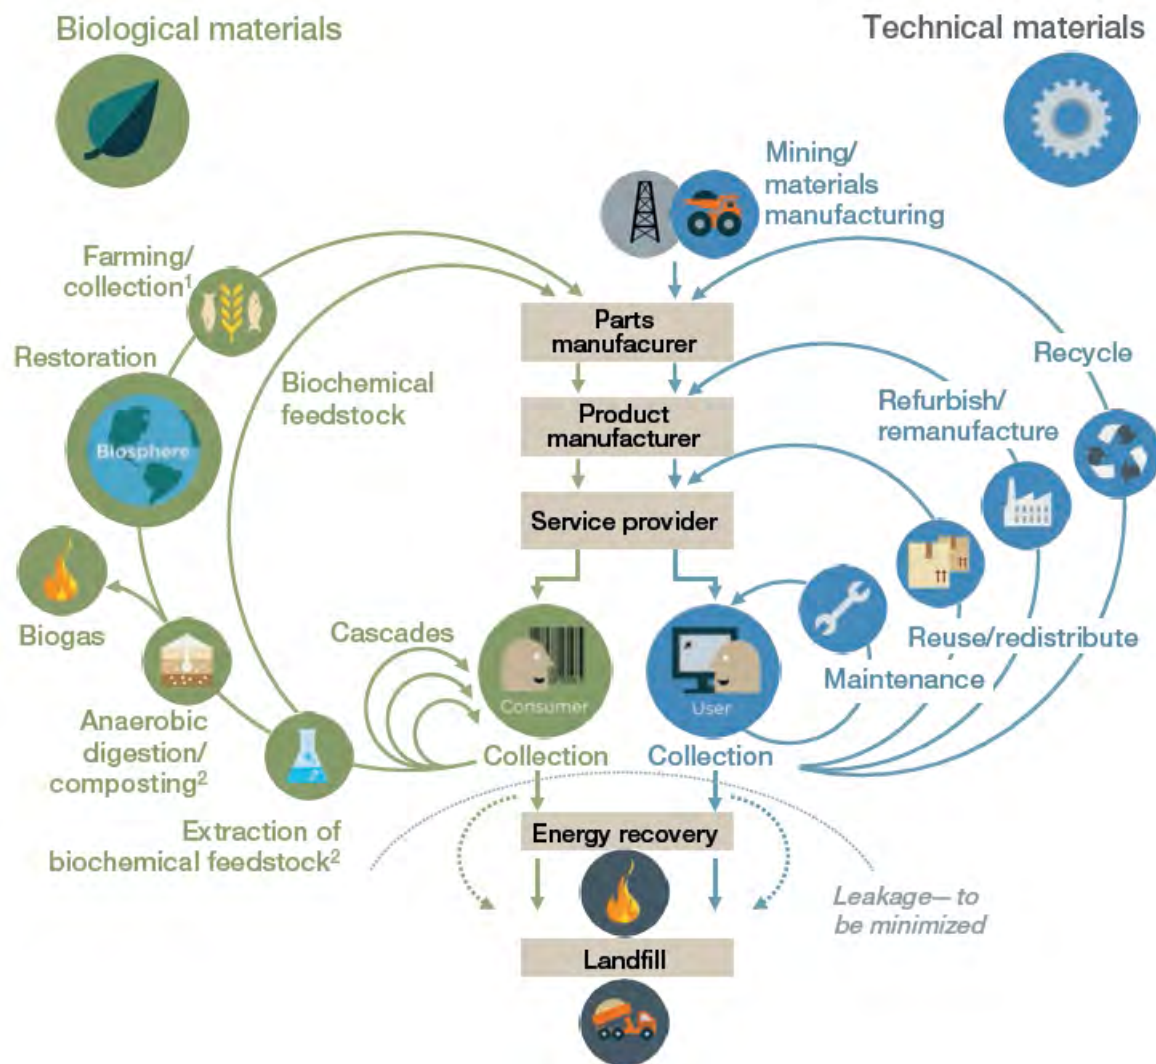 Biological materials
Technical materials
Mining/
materials
manufacturing
Farming/
collection1
Parts
manufacurer
Recycle
Restoration
Biochemical
feedstock
Refurbish/
remanufacture
Product
manufacturer
Biosphere
Service provider
Biogas
Cascades
Reuse/redistribute
Maintenance
Consumer
User
Anaerobic
digestion/
composting2
Collection
Collection
Extraction of
biochemical feedstock2
Energy recovery
Leakage—to
be minimized
Landfill